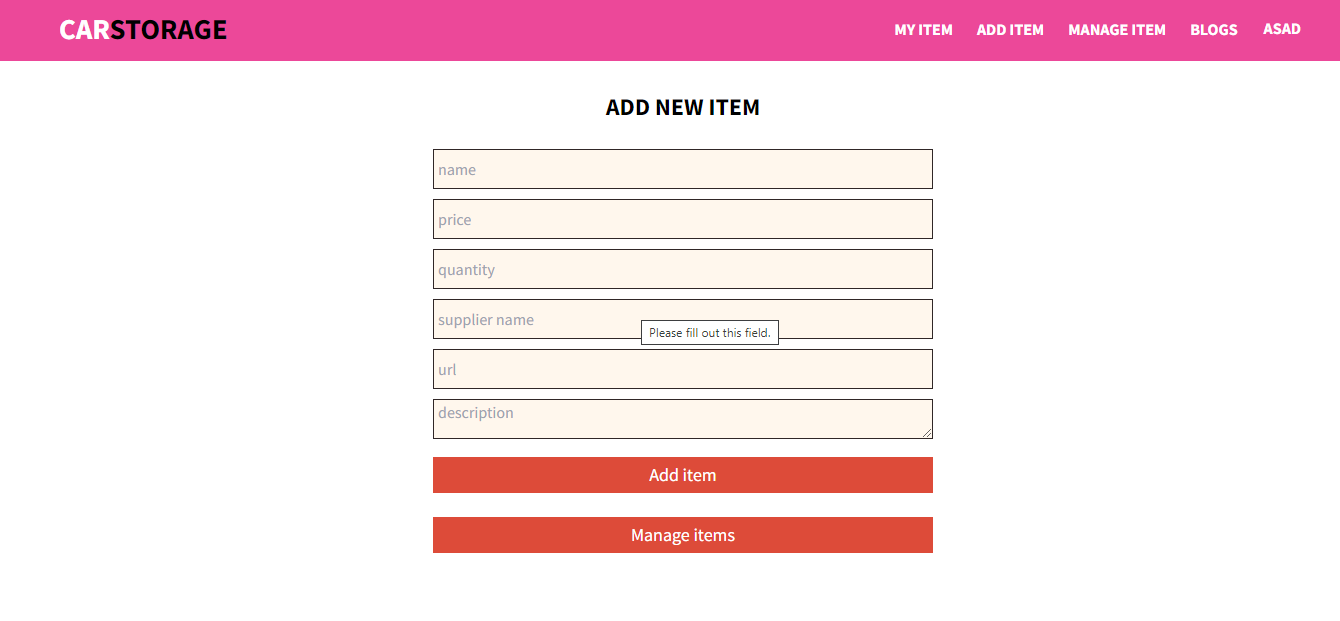 CARSTORAGE MY ITEM ADD ITEM MANAGE ITEM BLOGS ASAD
ADD NEW ITEM
name
price
quantity
supplier name
Please fill out this field.
url
description
Add item
Manage items